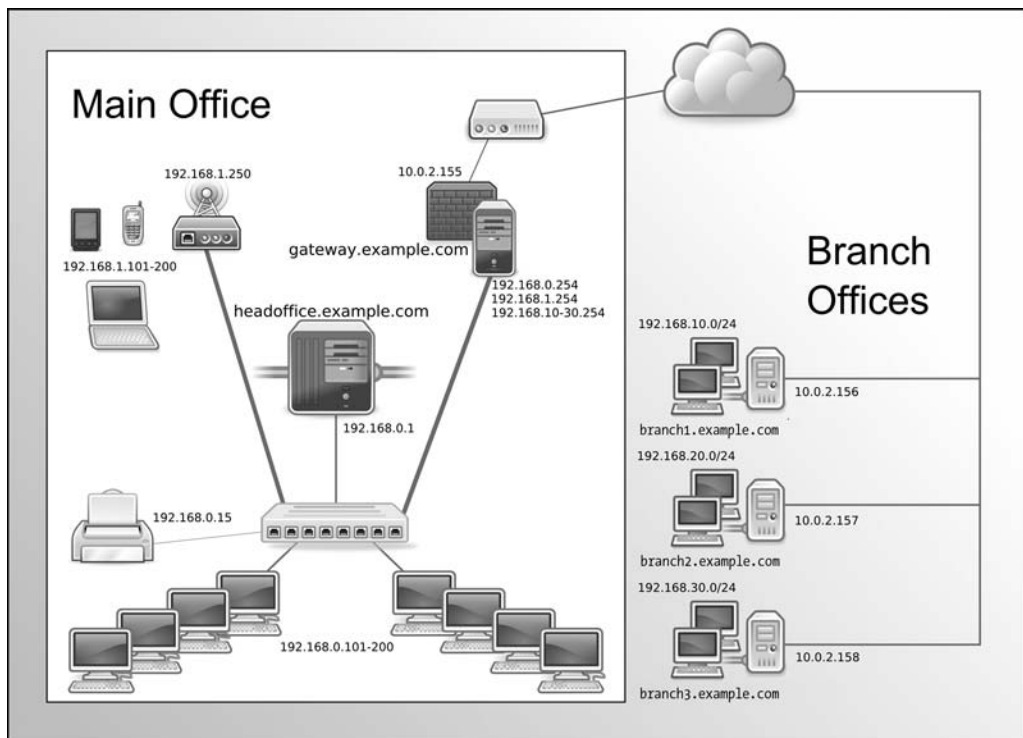 Main Office
192.168.1.250
10.0.2.155
192.168.1.101-200
gateway.example.com
192.168.0.254
192.168.1.254
192.168.10-30.254
headoffice.example.com
192.168.0.1
192.168.0.15
192.168.0.101-200
Branch
Offices
192.168.10.0/24
10.0.2.156
branch1.example.com
192.168.20.0/24
10.0.2.157
branch2.example.com
192.168.30.0/24
10.0.2.158
branch3.example.com